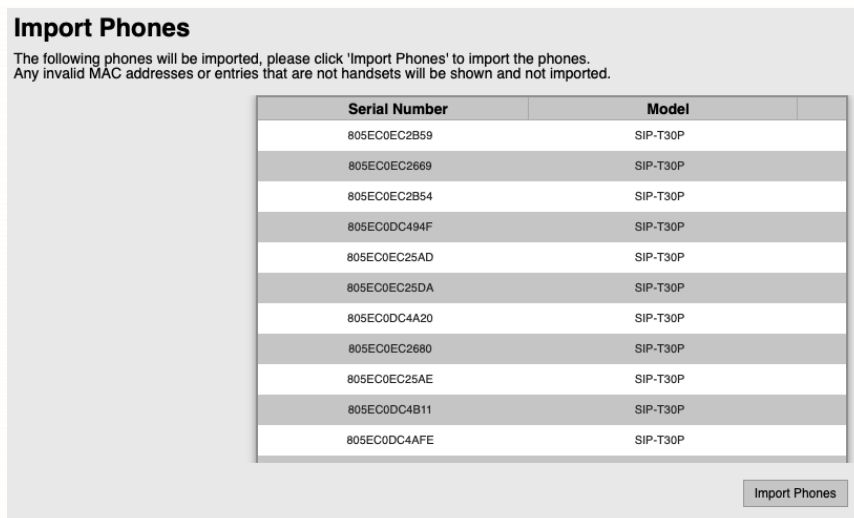 Import Phones
The following phones will be imported, please click 'Import Phones' to import the phones.
Any invalid MAC addresses or entries that are not handsets will be shown and not imported.
Serial Number Model
805EC0EC2B59 SIP-T30P
805EC0EC2669 SIP-T30P
805EC0EC2B54 SIP-T30P
805EC0DC494F SIP-T30P
805EC0EC25AD SIP-T30P
805EC0EC25DA SIP-T30P
805EC0DC4A20 SIP-T30P
805EC0EC2680 SIP-T30P
805EC0EC25AE SIP-T30P
805EC0DC4B11 SIP-T30P
805EC0DC4AFE SIP-T30P
Import Phones